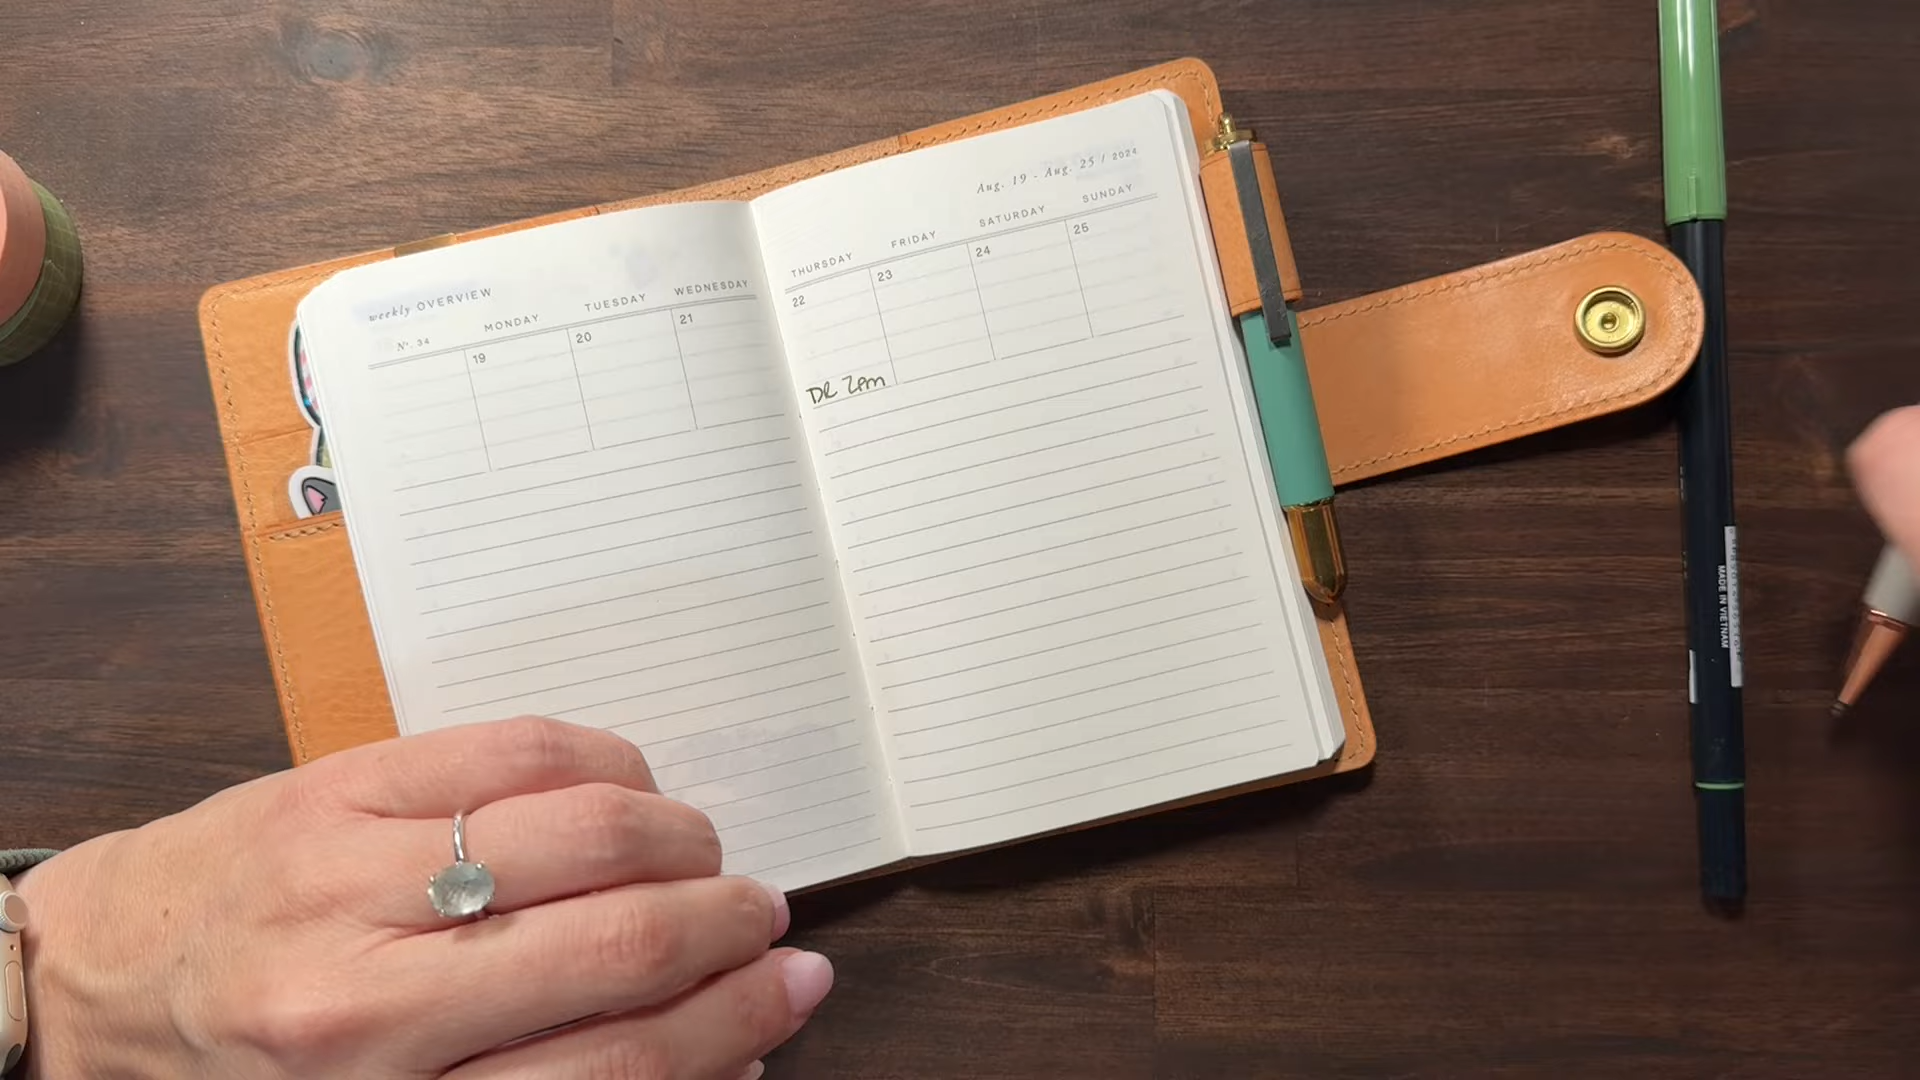 weekly OVERVIEW
Nº. 34
MONDAY TUESDAY WEDNESDAY
19 20 21
Aug. 19 - Aug. 25 / 2024
THURSDAY FRIDAY SATURDAY SUNDAY
22 23 24 25
DR 2pm
MADE IN VIETNAM